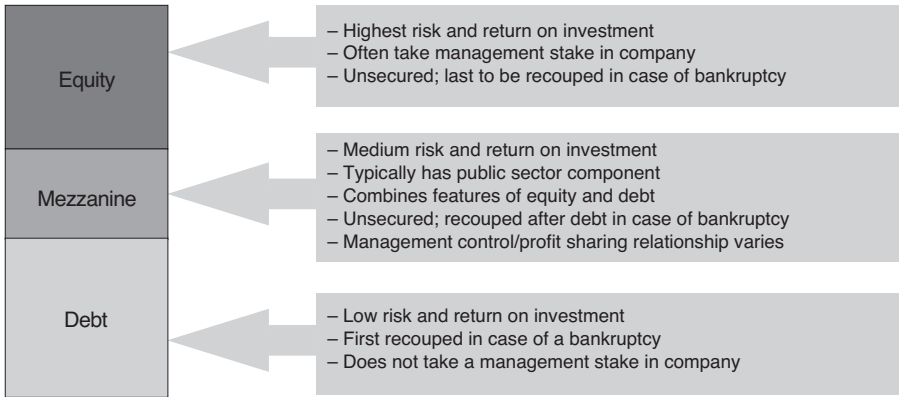 Equity
– Highest risk and return on investment
– Often take management stake in company
– Unsecured; last to be recouped in case of bankruptcy
Mezzanine
– Medium risk and return on investment
– Typically has public sector component
– Combines features of equity and debt
– Unsecured; recouped after debt in case of bankruptcy
– Management control/profit sharing relationship varies
Debt
– Low risk and return on investment
– First recouped in case of a bankruptcy
– Does not take a management stake in company